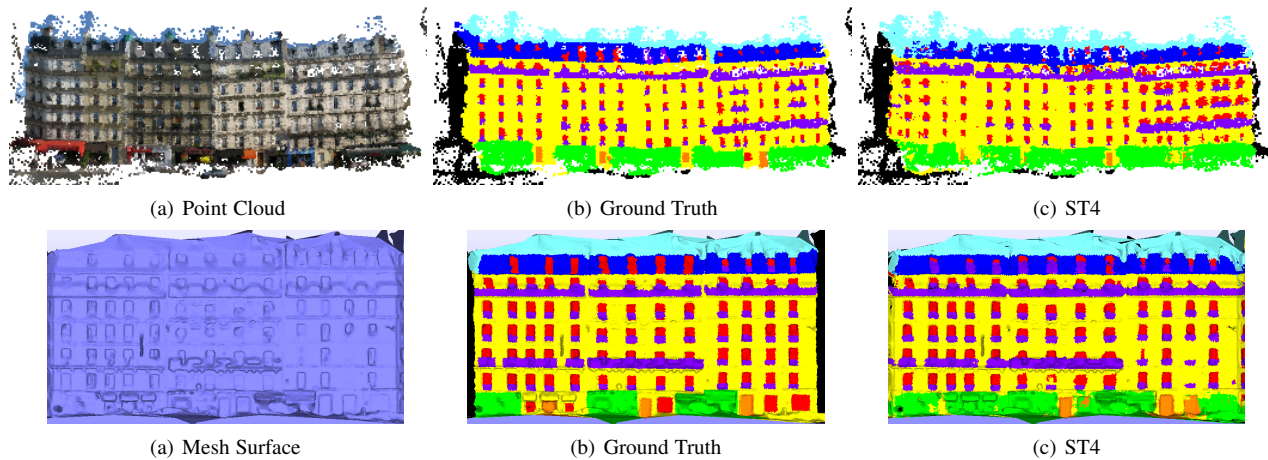 (a) Point Cloud
(b) Ground Truth
(c) ST4
(a) Mesh Surface
(b) Ground Truth
(c) ST4